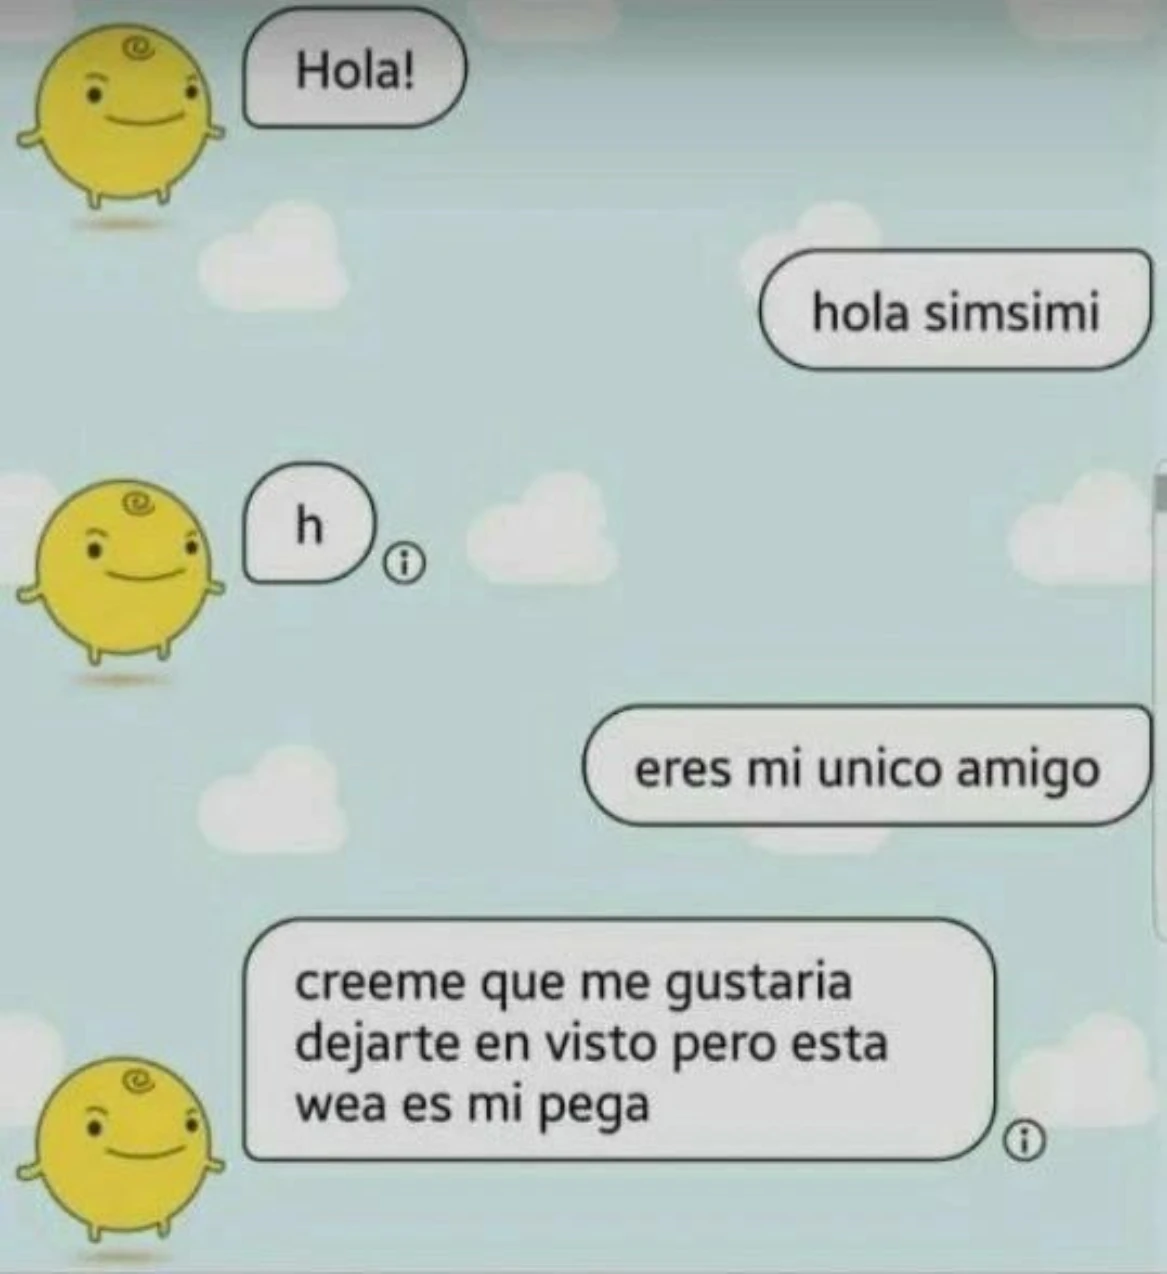 Hola!
hola simsimi
h
eres mi unico amigo
creeme que me gustaria
dejarte en visto pero esta
wea es mi pega